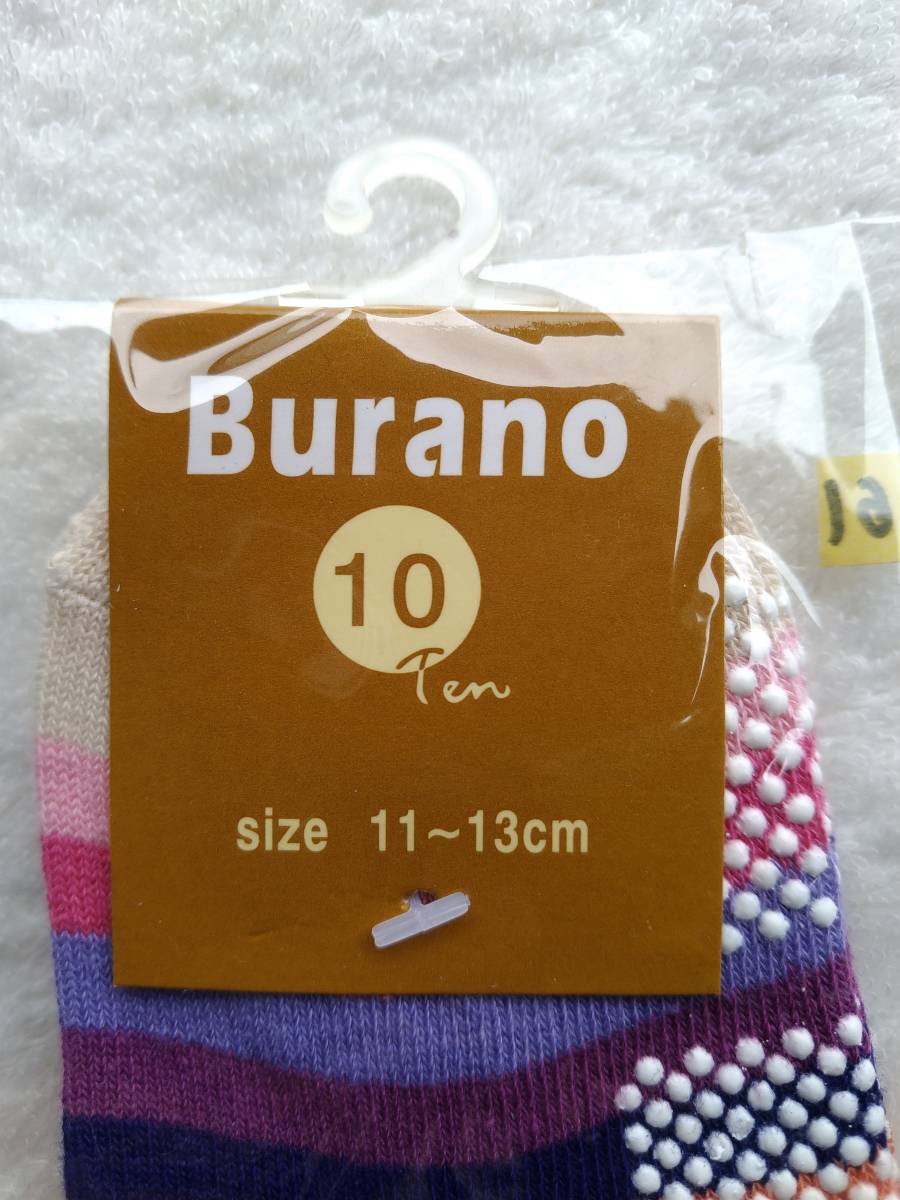 Burano
10
Ten
size 11~13cm